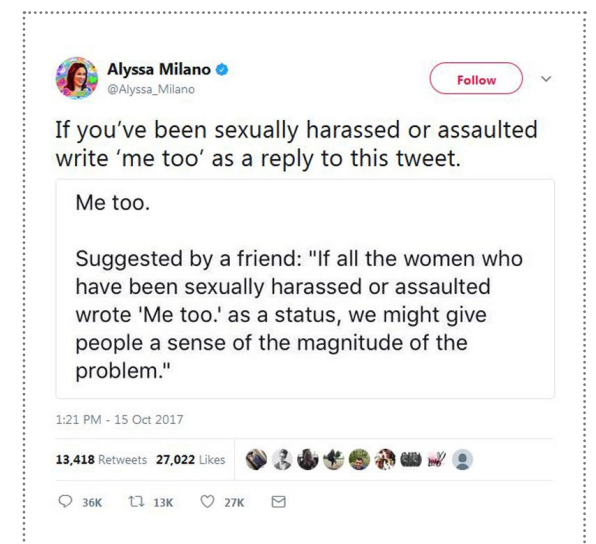 Alyssa Milano
@Alyssa_Milano
Follow
If you've been sexually harassed or assaulted
write 'me too' as a reply to this tweet.
Me too.
Suggested by a friend: "If all the women who
have been sexually harassed or assaulted
wrote 'Me too.' as a status, we might give
people a sense of the magnitude of the
problem."
1:21 PM - 15 Oct 2017
13,418 Retweets 27,022 Likes
36K 13K 27K